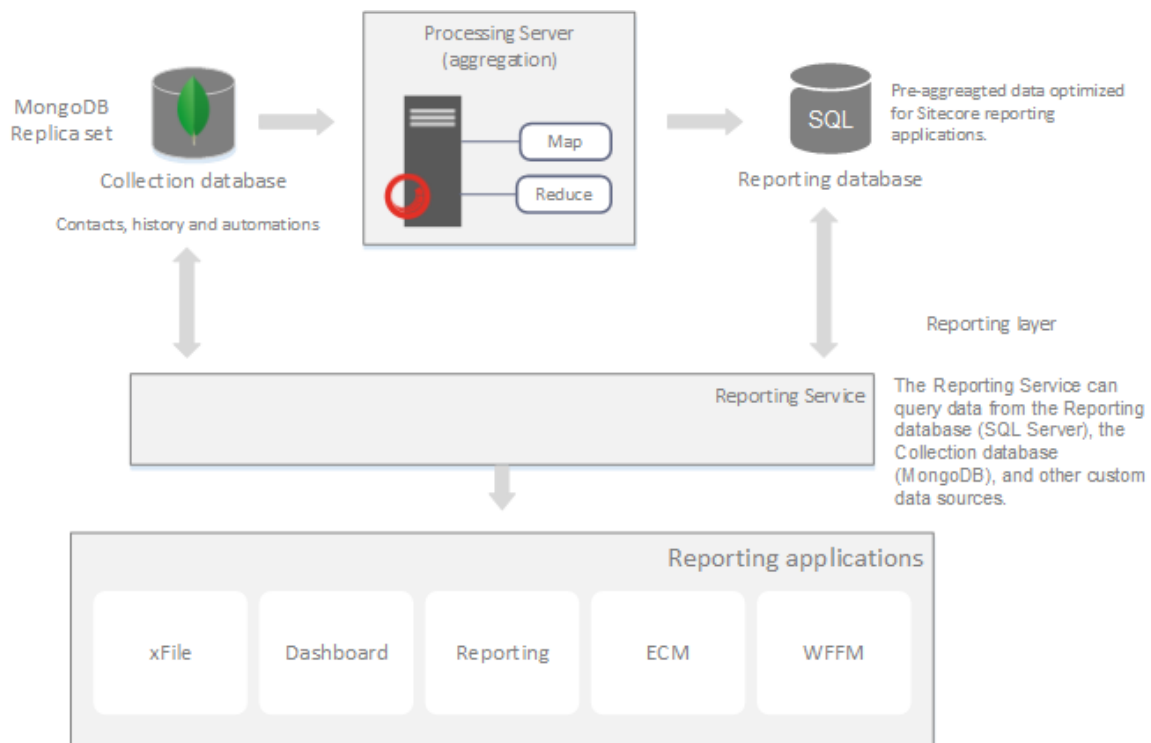 Processing Server
(aggregation)
MongoDB
Replica set
Map
Reduce
SQL
Pre-aggreagted data optimized
for Sitecore reporting
applications.
Collection database
Contacts, history and automations
Reporting database
Reporting layer
Reporting Service
The Reporting Service can
query data from the Reporting
database (SQL Server), the
Collection database
(MongoDB), and other custom
data sources.
Reporting applications
xFile
Dashboard
Reporting
ECM
WFFM